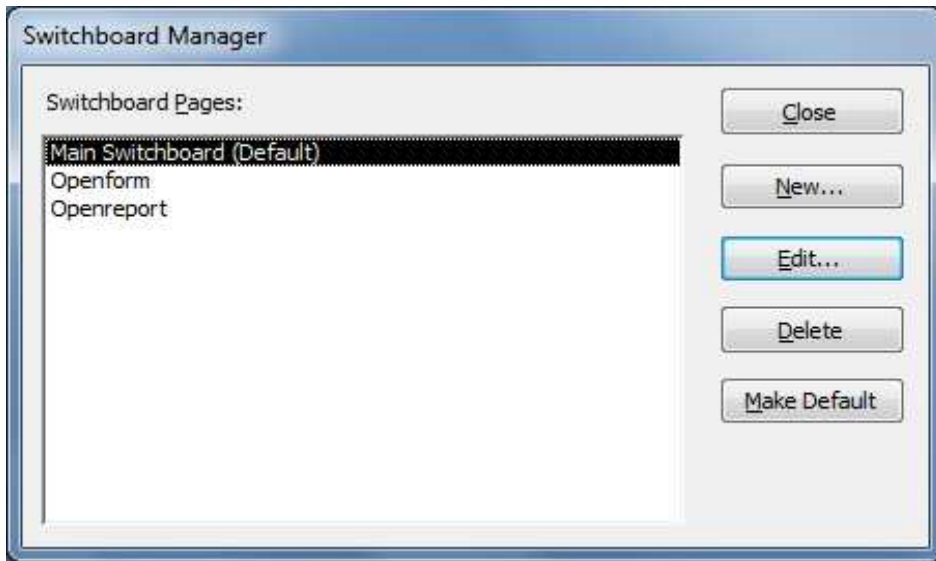 Switchboard Manager
Switchboard Pages:
Main Switchboard (Default)
Openform
Openreport
Close
New...
Edit...
Delete
Make Default